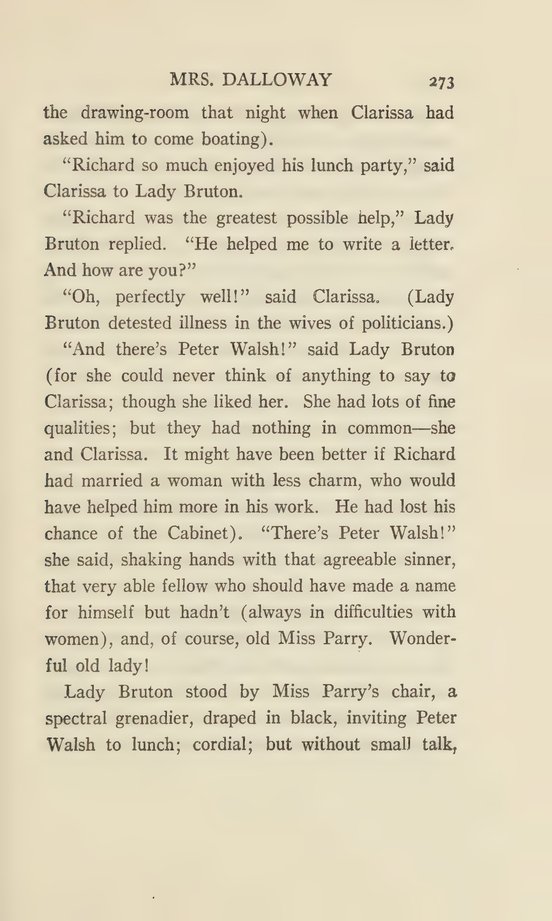 MRS. DALLOWAY 273
the drawing-room that night when Clarissa had
asked him to come boating).
“Richard so much enjoyed his lunch party,” said
Clarissa to Lady Bruton.
“Richard was the greatest possible help,” Lady
Bruton replied. “He helped me to write a letter.
And how are you?”
“Oh, perfectly well!” said Clarissa. (Lady
Bruton detested illness in the wives of politicians.)
“And there’s Peter Walsh!” said Lady Bruton
(for she could never think of anything to say to
Clarissa; though she liked her. She had lots of fine
qualities; but they had nothing in common—she
and Clarissa. It might have been better if Richard
had married a woman with less charm, who would
have helped him more in his work. He had lost his
chance of the Cabinet). “There’s Peter Walsh!”
she said, shaking hands with that agreeable sinner,
that very able fellow who should have made a name
for himself but hadn’t (always in difficulties with
women), and, of course, old Miss Parry. Wonder-
ful old lady!
Lady Bruton stood by Miss Parry’s chair, a
spectral grenadier, draped in black, inviting Peter
Walsh to lunch; cordial; but without small talk,